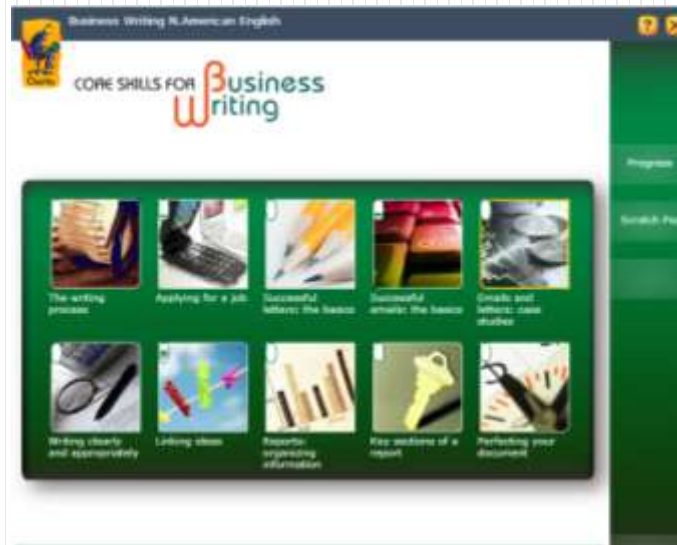 Business Writing N.American English
CORE SKILLS FOR Business
Writing
Progress
Scratch Pad
The writing
process
Applying for a job
Successful
letters: the basics
Successful
emails: the basics
Emails and
letters: case
studies
Writing clearly
and appropriately
Linking ideas
Reports:
organizing
information
Key sections of a
report
Perfecting your
document